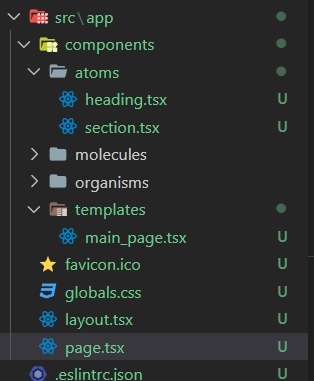 src\app
components
atoms
heading.tsx U
section.tsx U
molecules
organisms
templates
main_page.tsx U
favicon.ico U
globals.css U
layout.tsx U
page.tsx U
.eslintrc.json U